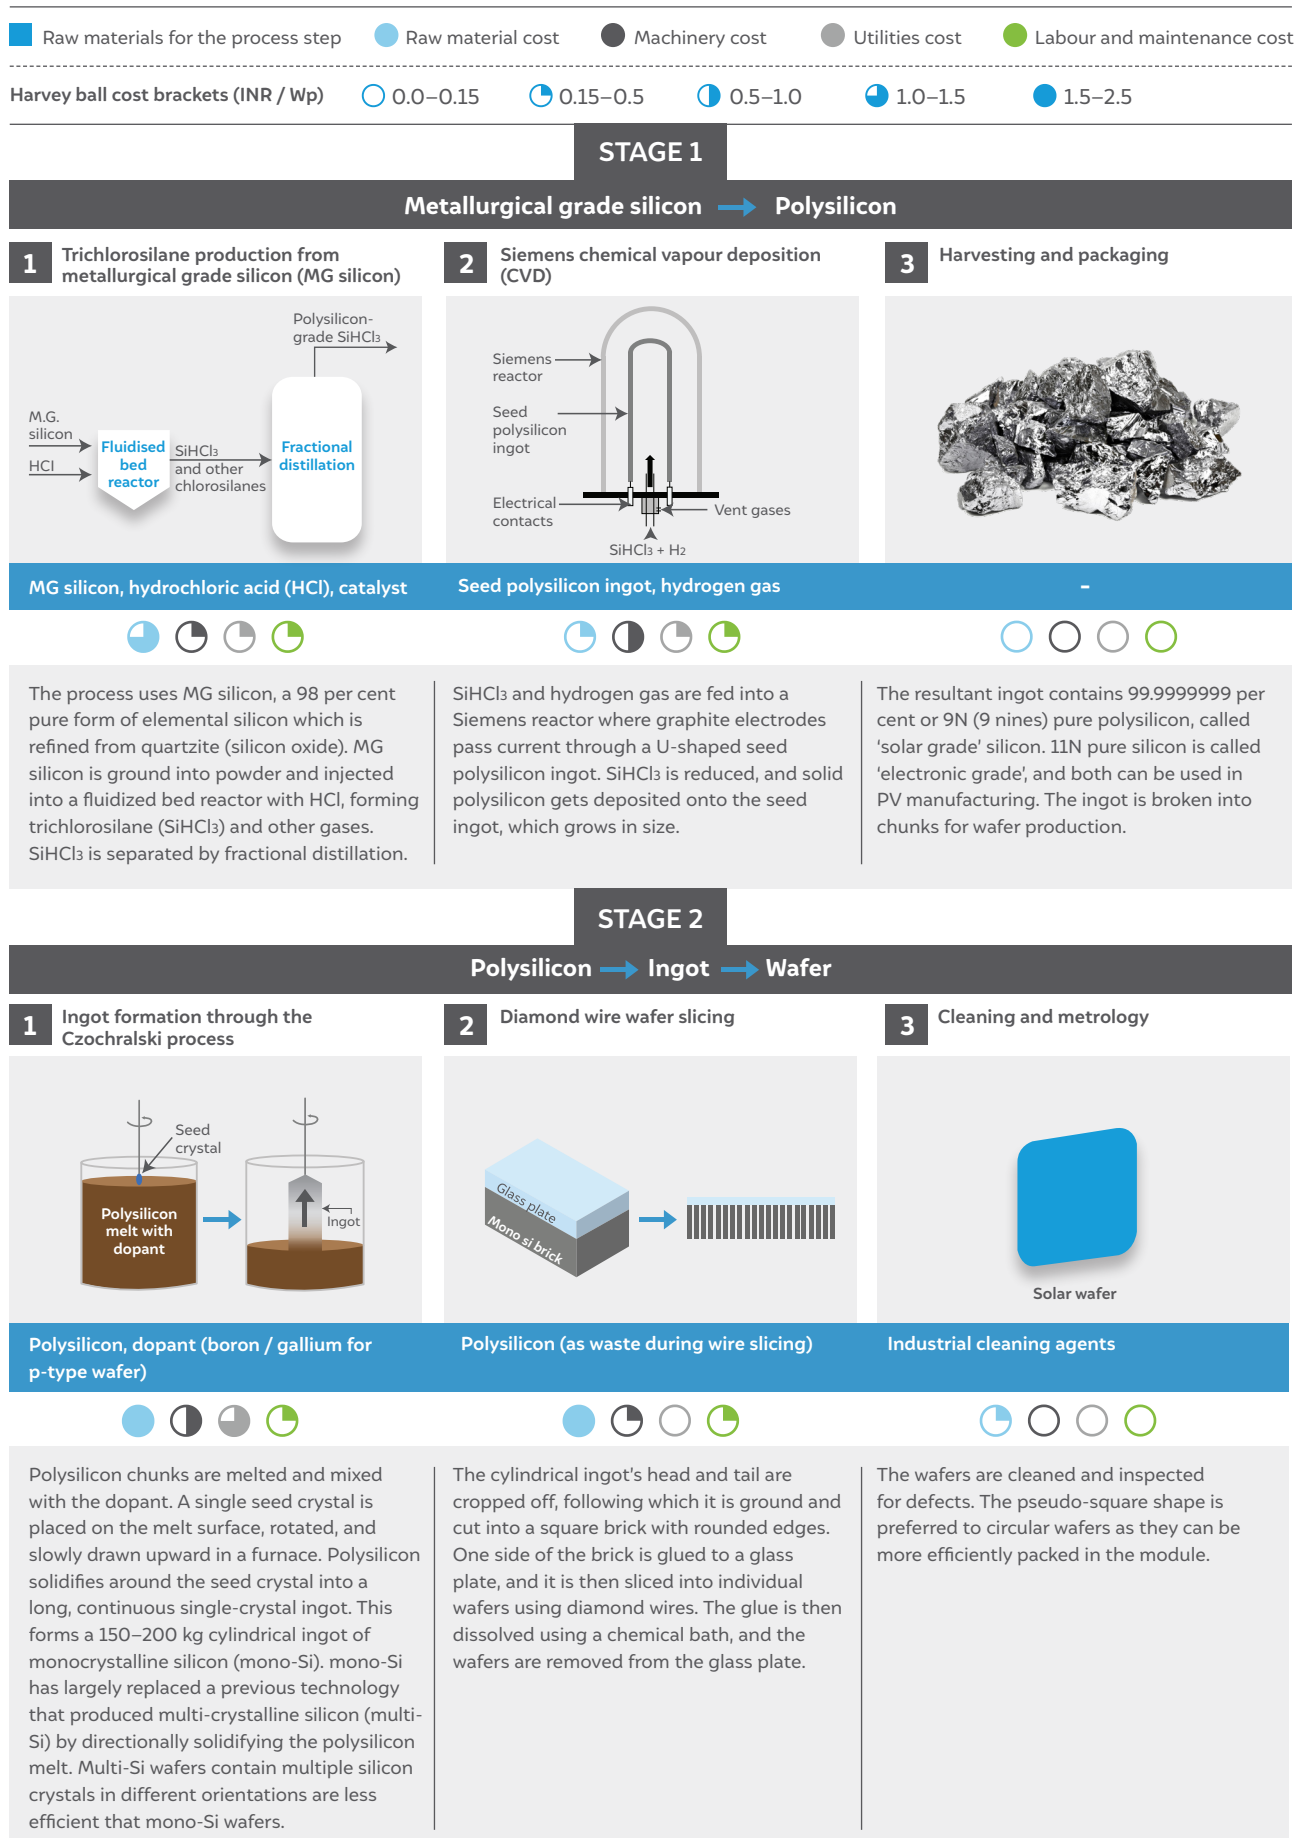 Raw materials for the process step
Raw material cost
Machinery cost
Utilities cost
Labour and maintenance cost
Harvey ball cost brackets (INR / Wp)
0.0–0.15
0.15–0.5
0.5–1.0
1.0–1.5
1.5–2.5
STAGE 1
Metallurgical grade silicon
Polysilicon
1
Trichlorosilane production from
metallurgical grade silicon (MG silicon)
Polysilicon-
grade SiHCl₃
M.G.
silicon
HCl
Fluidised
bed
reactor
SiHCl₃
and other
chlorosilanes
Fractional
distillation
MG silicon, hydrochloric acid (HCl), catalyst
The process uses MG silicon, a 98 per cent
pure form of elemental silicon which is
refined from quartzite (silicon oxide). MG
silicon is ground into powder and injected
into a fluidized bed reactor with HCl, forming
trichlorosilane (SiHCl₃) and other gases.
SiHCl₃ is separated by fractional distillation.
2
Siemens chemical vapour deposition
(CVD)
Siemens
reactor
Seed
polysilicon
ingot
Electrical
contacts
Vent gases
SiHCl₃ + H₂
Seed polysilicon ingot, hydrogen gas
SiHCl₃ and hydrogen gas are fed into a
Siemens reactor where graphite electrodes
pass current through a U-shaped seed
polysilicon ingot. SiHCl₃ is reduced, and solid
polysilicon gets deposited onto the seed
ingot, which grows in size.
3
Harvesting and packaging
–
The resultant ingot contains 99.9999999 per
cent or 9N (9 nines) pure polysilicon, called
‘solar grade’ silicon. 11N pure silicon is called
‘electronic grade’, and both can be used in
PV manufacturing. The ingot is broken into
chunks for wafer production.
STAGE 2
Polysilicon
Ingot
Wafer
1
Ingot formation through the
Czochralski process
Seed
crystal
Polysilicon
melt with
dopant
Ingot
Polysilicon, dopant (boron / gallium for
p-type wafer)
Polysilicon chunks are melted and mixed
with the dopant. A single seed crystal is
placed on the melt surface, rotated, and
slowly drawn upward in a furnace. Polysilicon
solidifies around the seed crystal into a
long, continuous single-crystal ingot. This
forms a 150–200 kg cylindrical ingot of
monocrystalline silicon (mono-Si). mono-Si
has largely replaced a previous technology
that produced multi-crystalline silicon (multi-
Si) by directionally solidifying the polysilicon
melt. Multi-Si wafers contain multiple silicon
crystals in different orientations are less
efficient that mono-Si wafers.
2
Diamond wire wafer slicing
Glass plate
Mono si brick
Polysilicon (as waste during wire slicing)
The cylindrical ingot’s head and tail are
cropped off, following which it is ground and
cut into a square brick with rounded edges.
One side of the brick is glued to a glass
plate, and it is then sliced into individual
wafers using diamond wires. The glue is then
dissolved using a chemical bath, and the
wafers are removed from the glass plate.
3
Cleaning and metrology
Solar wafer
Industrial cleaning agents
The wafers are cleaned and inspected
for defects. The pseudo-square shape is
preferred to circular wafers as they can be
more efficiently packed in the module.